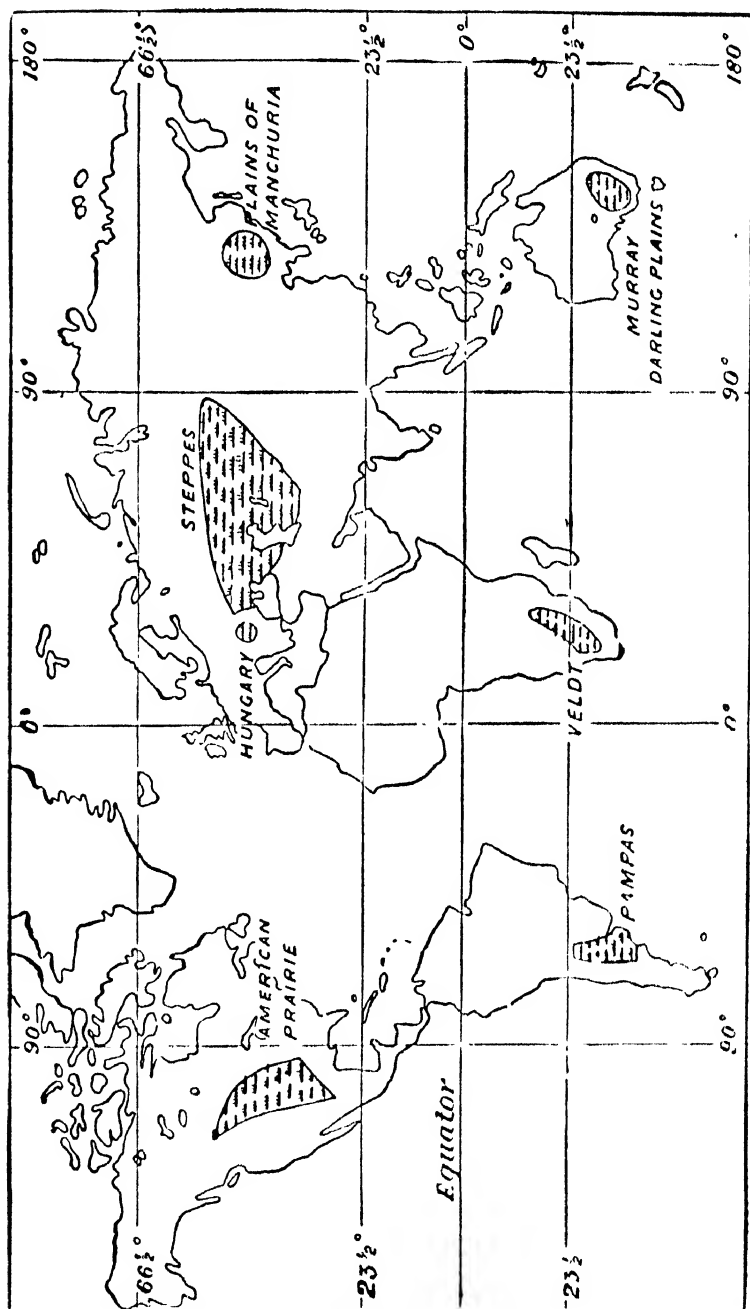 90° 0° 90° 180°
66½° 66½°
STEPPES
HUNGARY
PLAINS OF
MANCHURIA
AMERICAN
PRAIRIE
23½° 23½°
Equator 0°
23½° 23½°
VELDT
PAMPAS
MURRAY
DARLING PLAINS
90° 0° 90° 180°